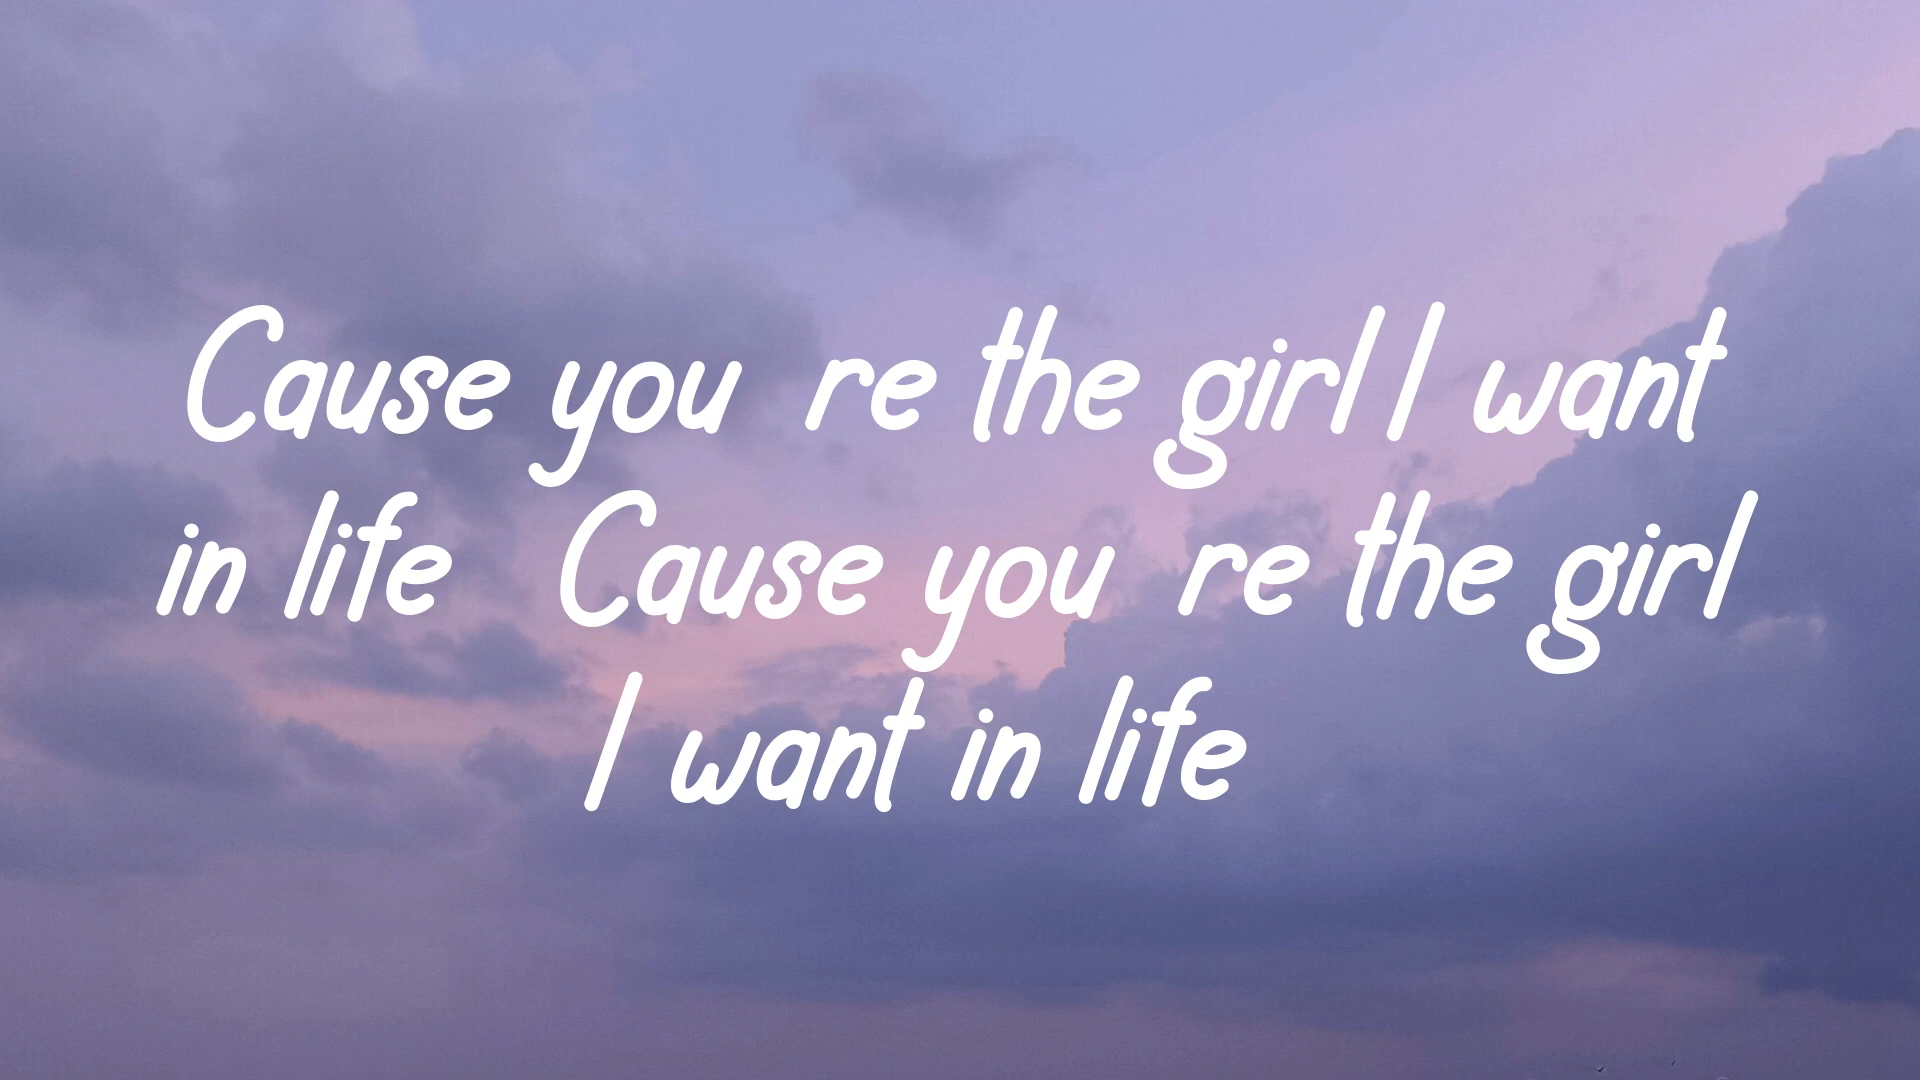 Cause you re the girl I want
in life Cause you re the girl
I want in life